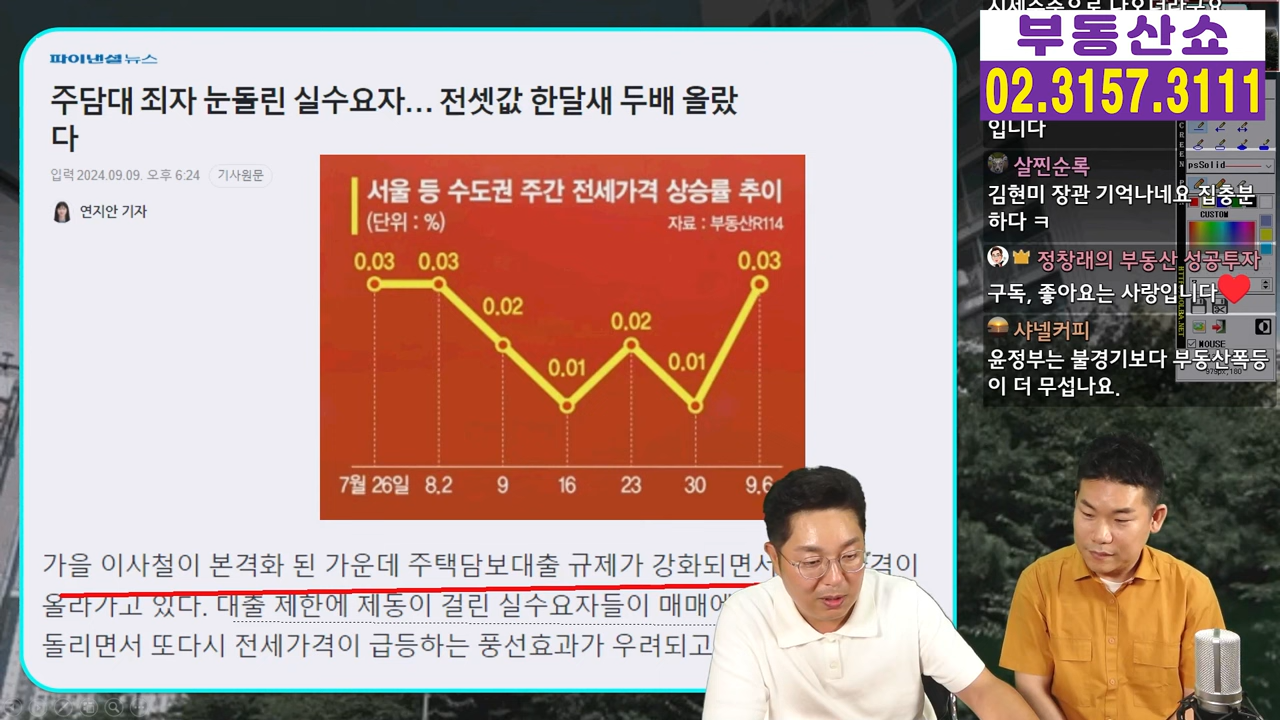 파이낸셜뉴스
주담대 죄자 눈돌린 실수요자... 전셋값 한달새 두배 올랐
다
입력 2024.09.09. 오후 6:24 기사원문
연지안 기자
서울 등 수도권 주간 전세가격 상승률 추이
(단위 : %)
자료 : 부동산R114
0.03 0.03 0.02 0.01 0.02 0.01 0.03
7월 26일 8.2 9 16 23 30 9.6
가을 이사철이 본격화 된 가운데 주택담보대출 규제가 강화되면서 격이
올라가고 있다. 대출 제한에 제동이 걸린 실수요자들이 매매에
돌리면서 또다시 전세가격이 급등하는 풍선효과가 우려되고
부동산쇼
02.3157.3111
입니다
살찐순록
김현미 장관 기억나네요 집충분
하다 ㅋ
정창래의 부동산 성공투자
구독, 좋아요는 사랑입니다
샤넬커피
윤정부는 불경기보다 부동산폭등
이 더 무섭나요.
psSolid
CUSTOM
MOUSE